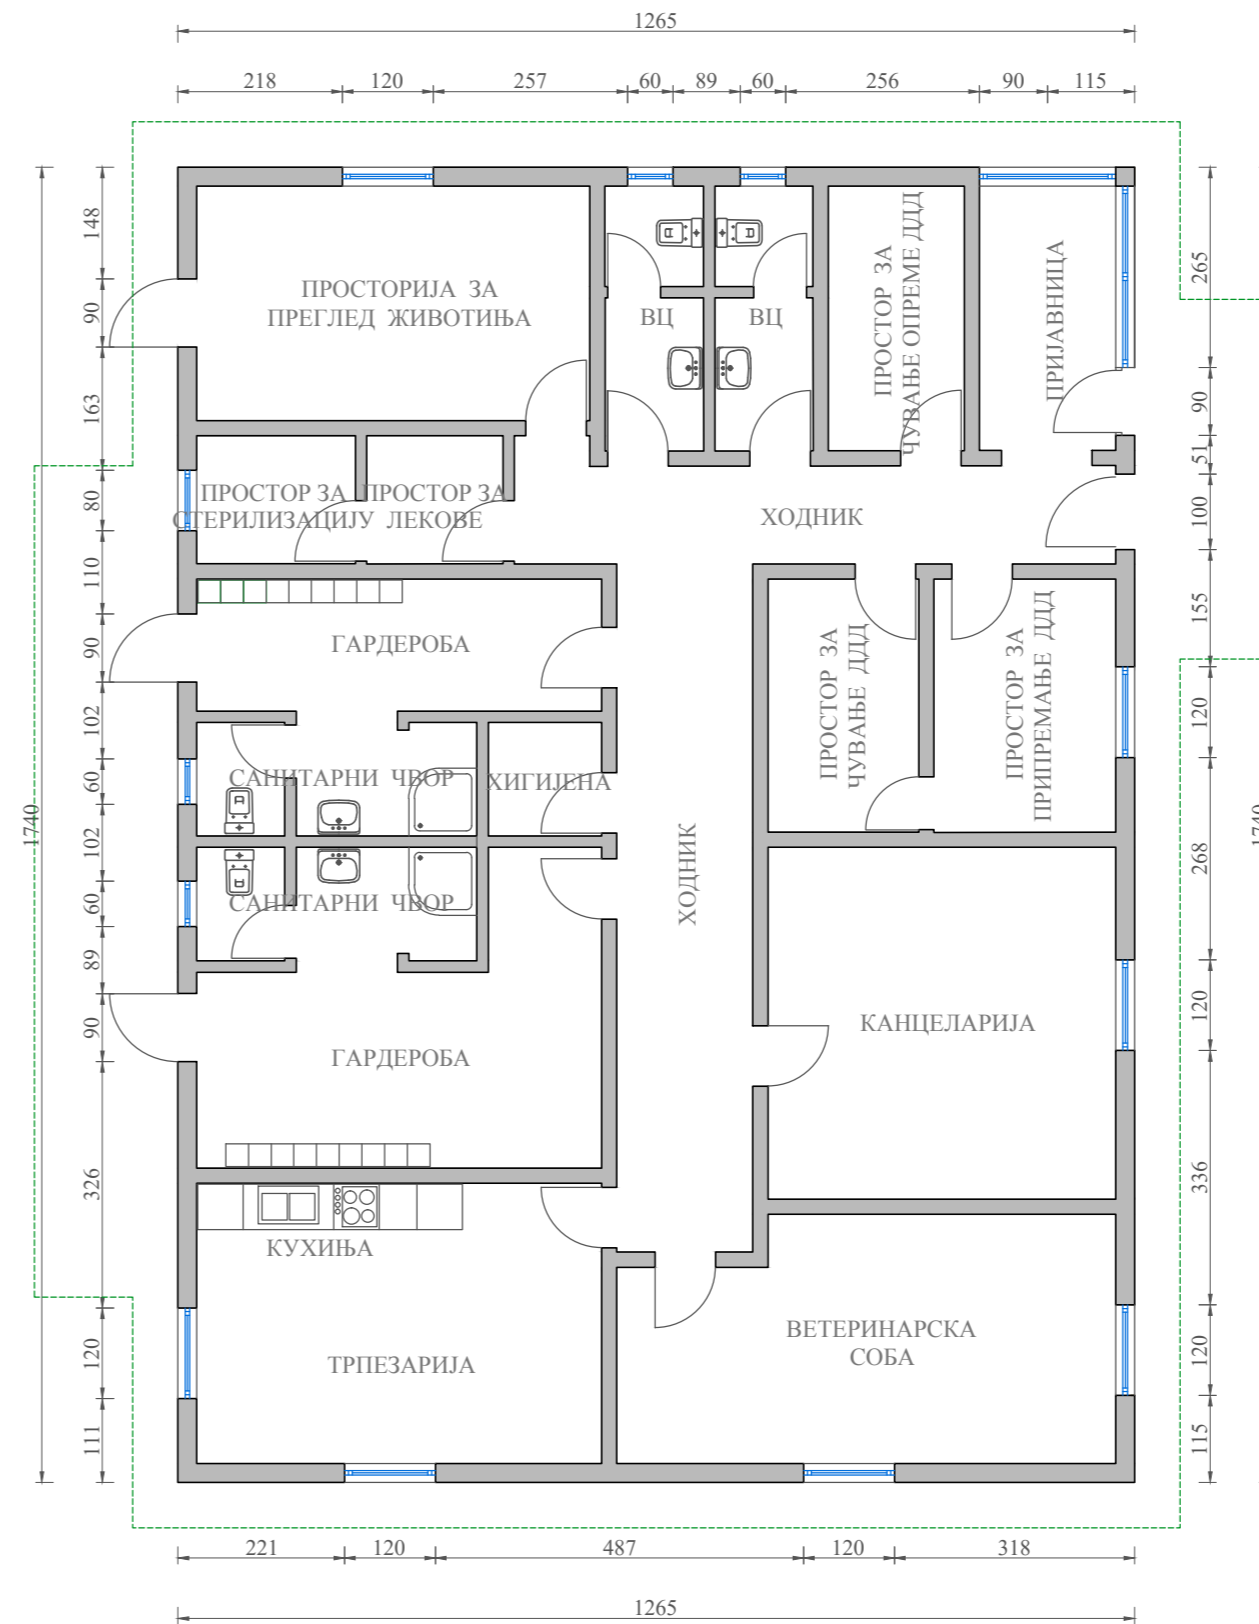 1265
218 120 257 60 89 60 256 90 115
148
90
163
80
110
90
102
60
102
60
89
90
326
120
111
1740
ПРОСТОРИЈА ЗА
ПРЕГЛЕД ЖИВОТИЊА
ВЦ
ВЦ
ПРОСТОР ЗА
ЧУВАЊЕ ОПРЕМЕ ДДД
ПРИЈАВНИЦА
ПРОСТОР ЗА
СТЕРИЛИЗАЦИЈУ
ПРОСТОР ЗА
ЛЕКОВЕ
ХОДНИК
ГАРДЕРОБА
ПРОСТОР ЗА
ЧУВАЊЕ ДДД
ПРОСТОР ЗА
ПРИПРЕМАЊЕ ДДД
САНИТАРНИ ЧВОР
ХИГИЈЕНА
ХОДНИК
САНИТАРНИ ЧВОР
КАНЦЕЛАРИЈА
ГАРДЕРОБА
КУХИЊА
ТРПЕЗАРИЈА
ВЕТЕРИНАРСКА
СОБА
265
90
51
100
155
120
268
120
336
120
115
1740
221 120 487 120 318
1265